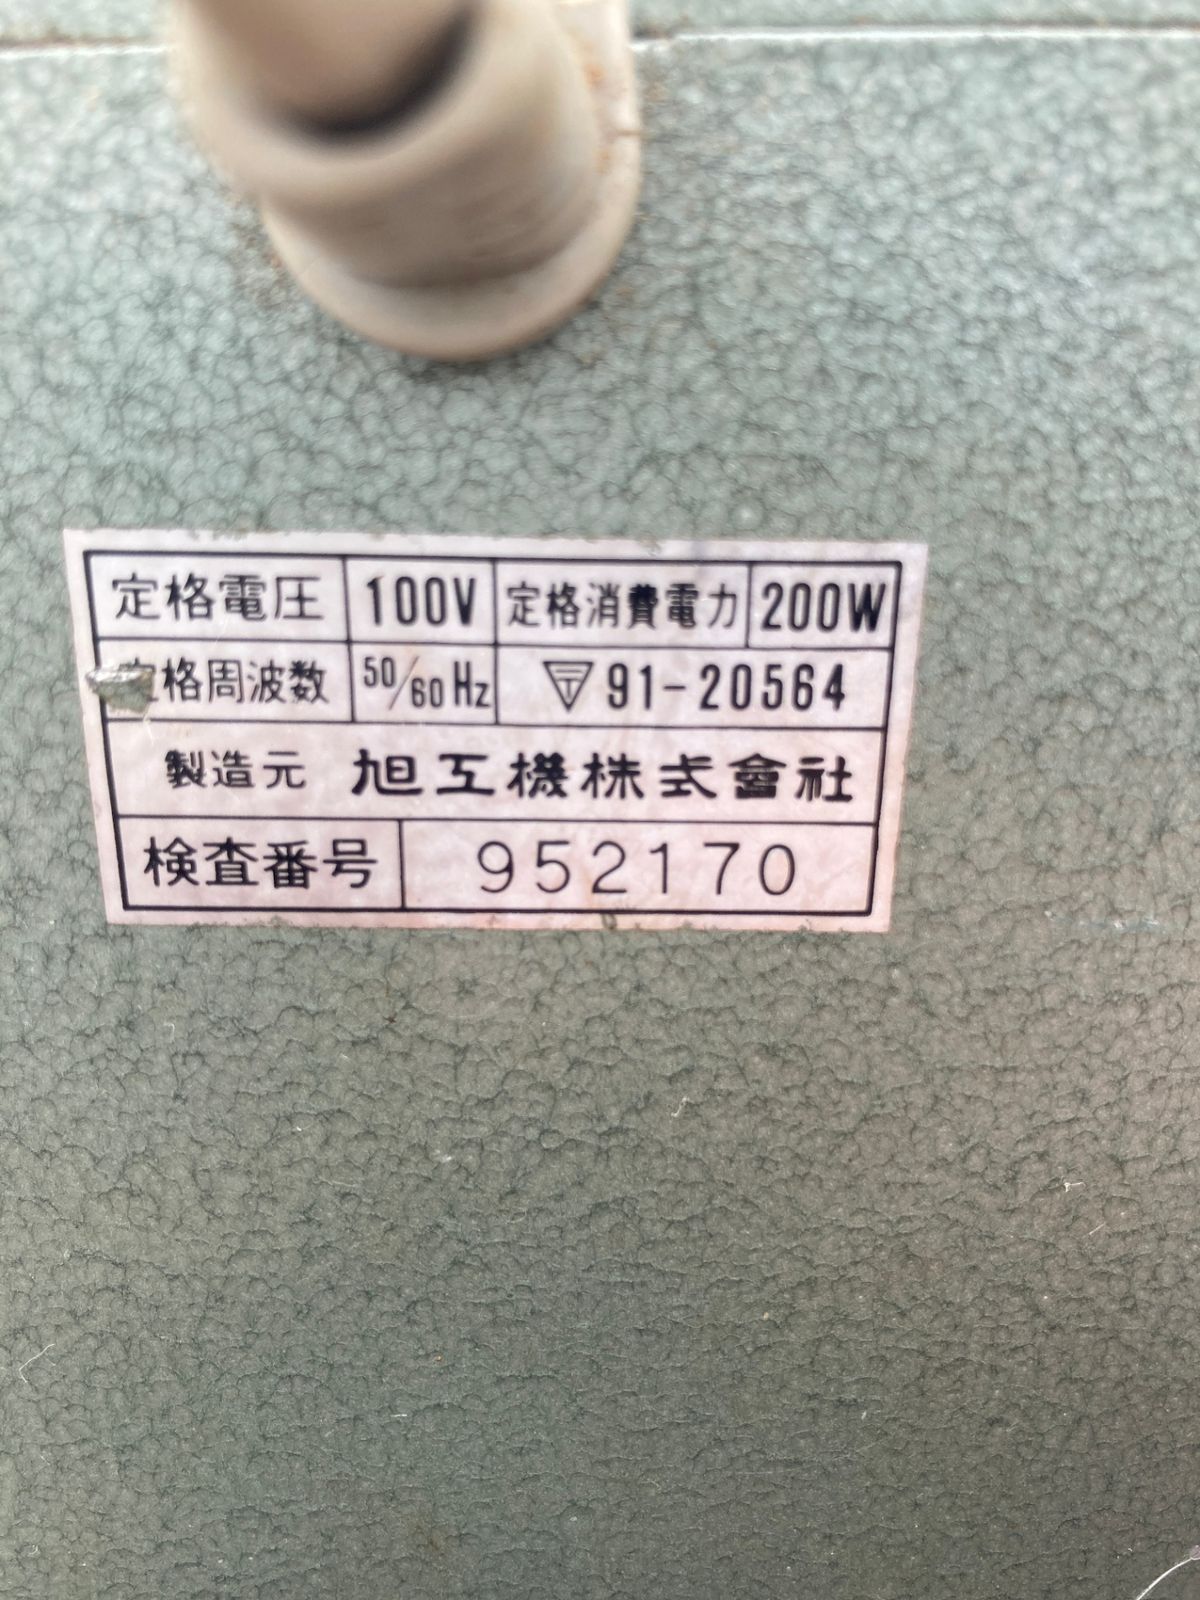 定格電圧 100V 定格消費電力 200W
定格周波数 50/60Hz 〒91-20564
製造元 旭工機株式會社
検査番号 952170